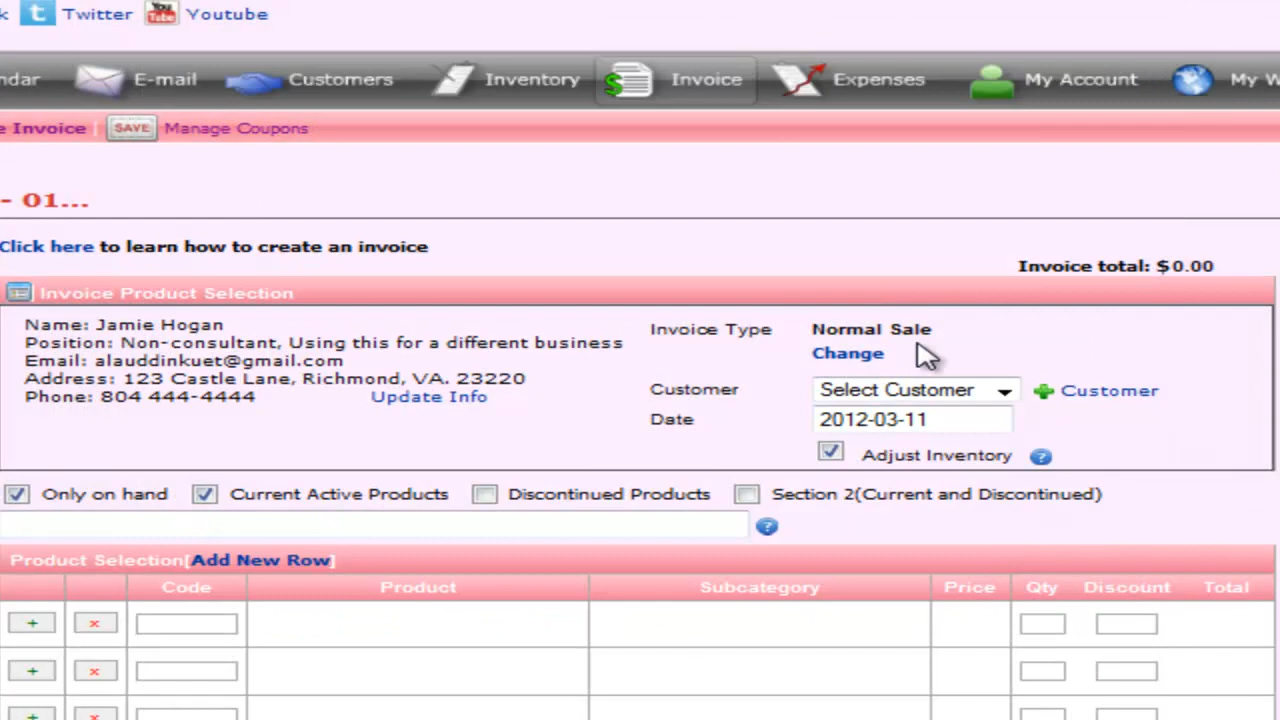 k Twitter Youtube
ndar E-mail Customers Inventory Invoice Expenses My Account My W
e Invoice SAVE Manage Coupons
- 01...
Click here to learn how to create an invoice
Invoice total: $0.00
Invoice Product Selection
Name: Jamie Hogan
Position: Non-consultant, Using this for a different business
Email: alauddinkuet@gmail.com
Address: 123 Castle Lane, Richmond, VA. 23220
Phone: 804 444-4444 Update Info
Invoice Type Normal Sale
Change
Customer Select Customer Customer
Date 2012-03-11
Adjust Inventory ?
Only on hand Current Active Products Discontinued Products Section 2(Current and Discontinued)
?
Product Selection[Add New Row]
Code Product Subcategory Price Qty Discount Total
+ x
+ x
+ x